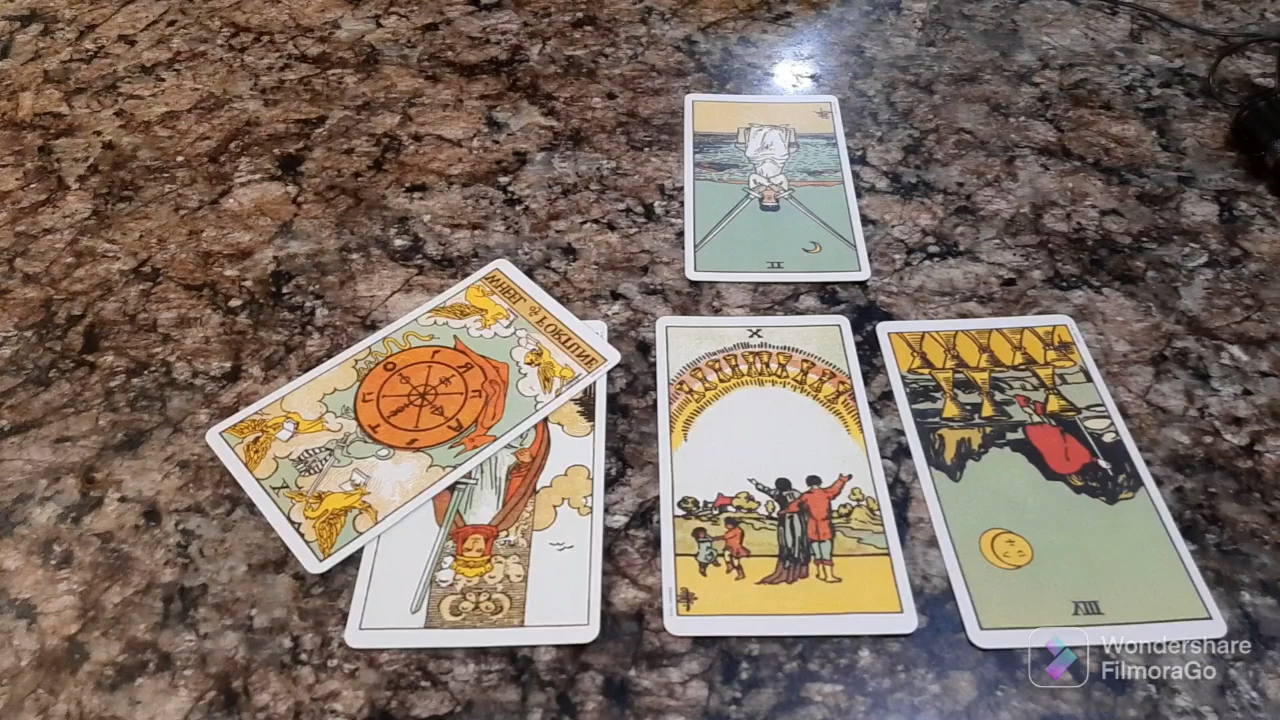 II
WHEEL of FORTUNE
X
X
VIII
Wondershare
FilmoraGo